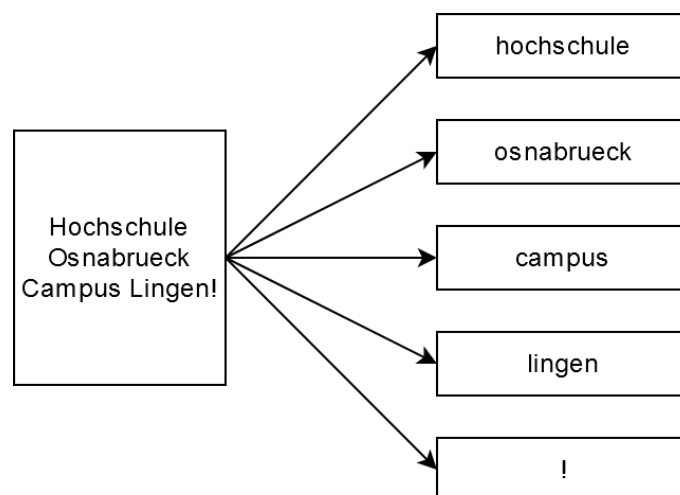 Hochschule
Osnabrueck
Campus Lingen!
hochschule
osnabrueck
campus
lingen
!